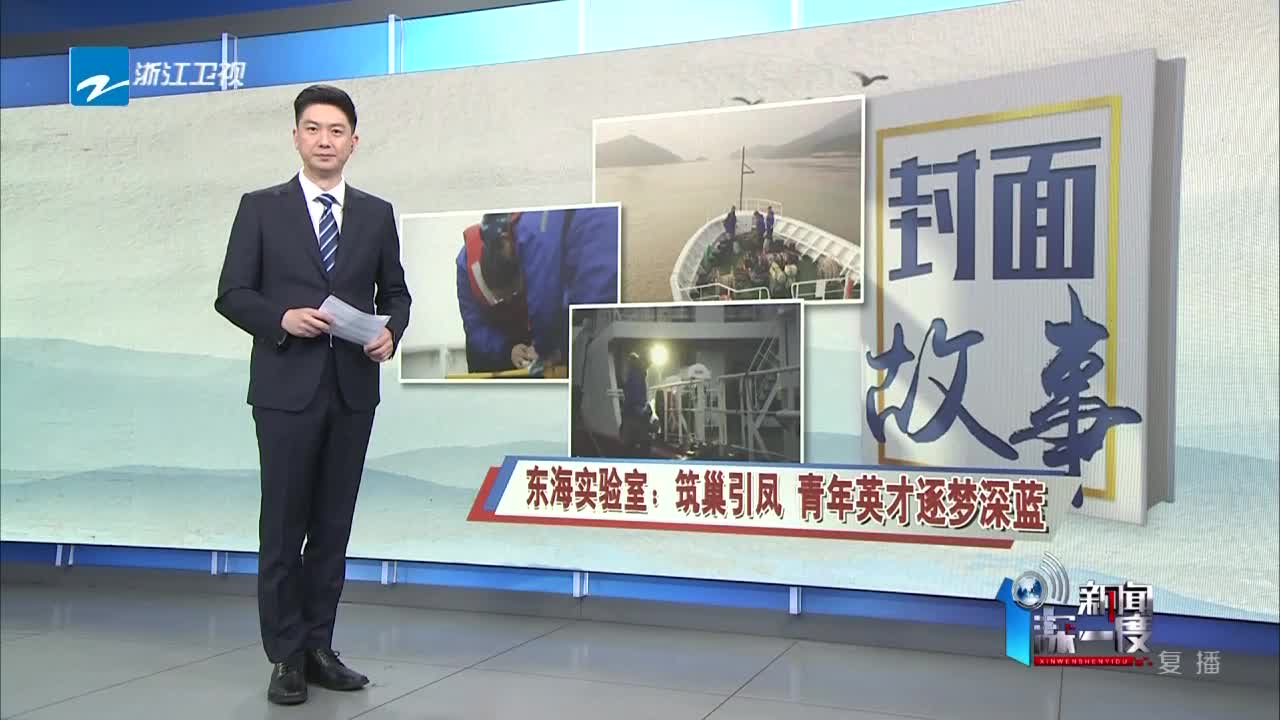 浙江卫视
封面
故事
东海实验室：筑巢引凤 青年英才逐梦深蓝
新闻
深一度
XINWENSHENYIDU
复播